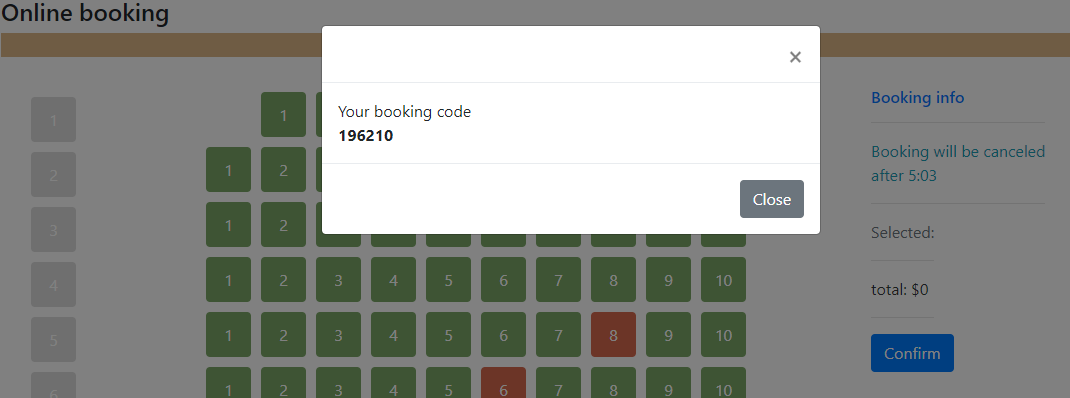 Online booking
×
Your booking code
196210
Close
Booking info
Booking will be canceled
after 5:03
Selected:
total: $0
Confirm
1 1
2 1 2
3 1 2
4 1 2 3 4 5 6 7 8 9 10
5 1 2 3 4 5 6 7 8 9 10
6 1 2 3 4 5 6 7 8 9 10